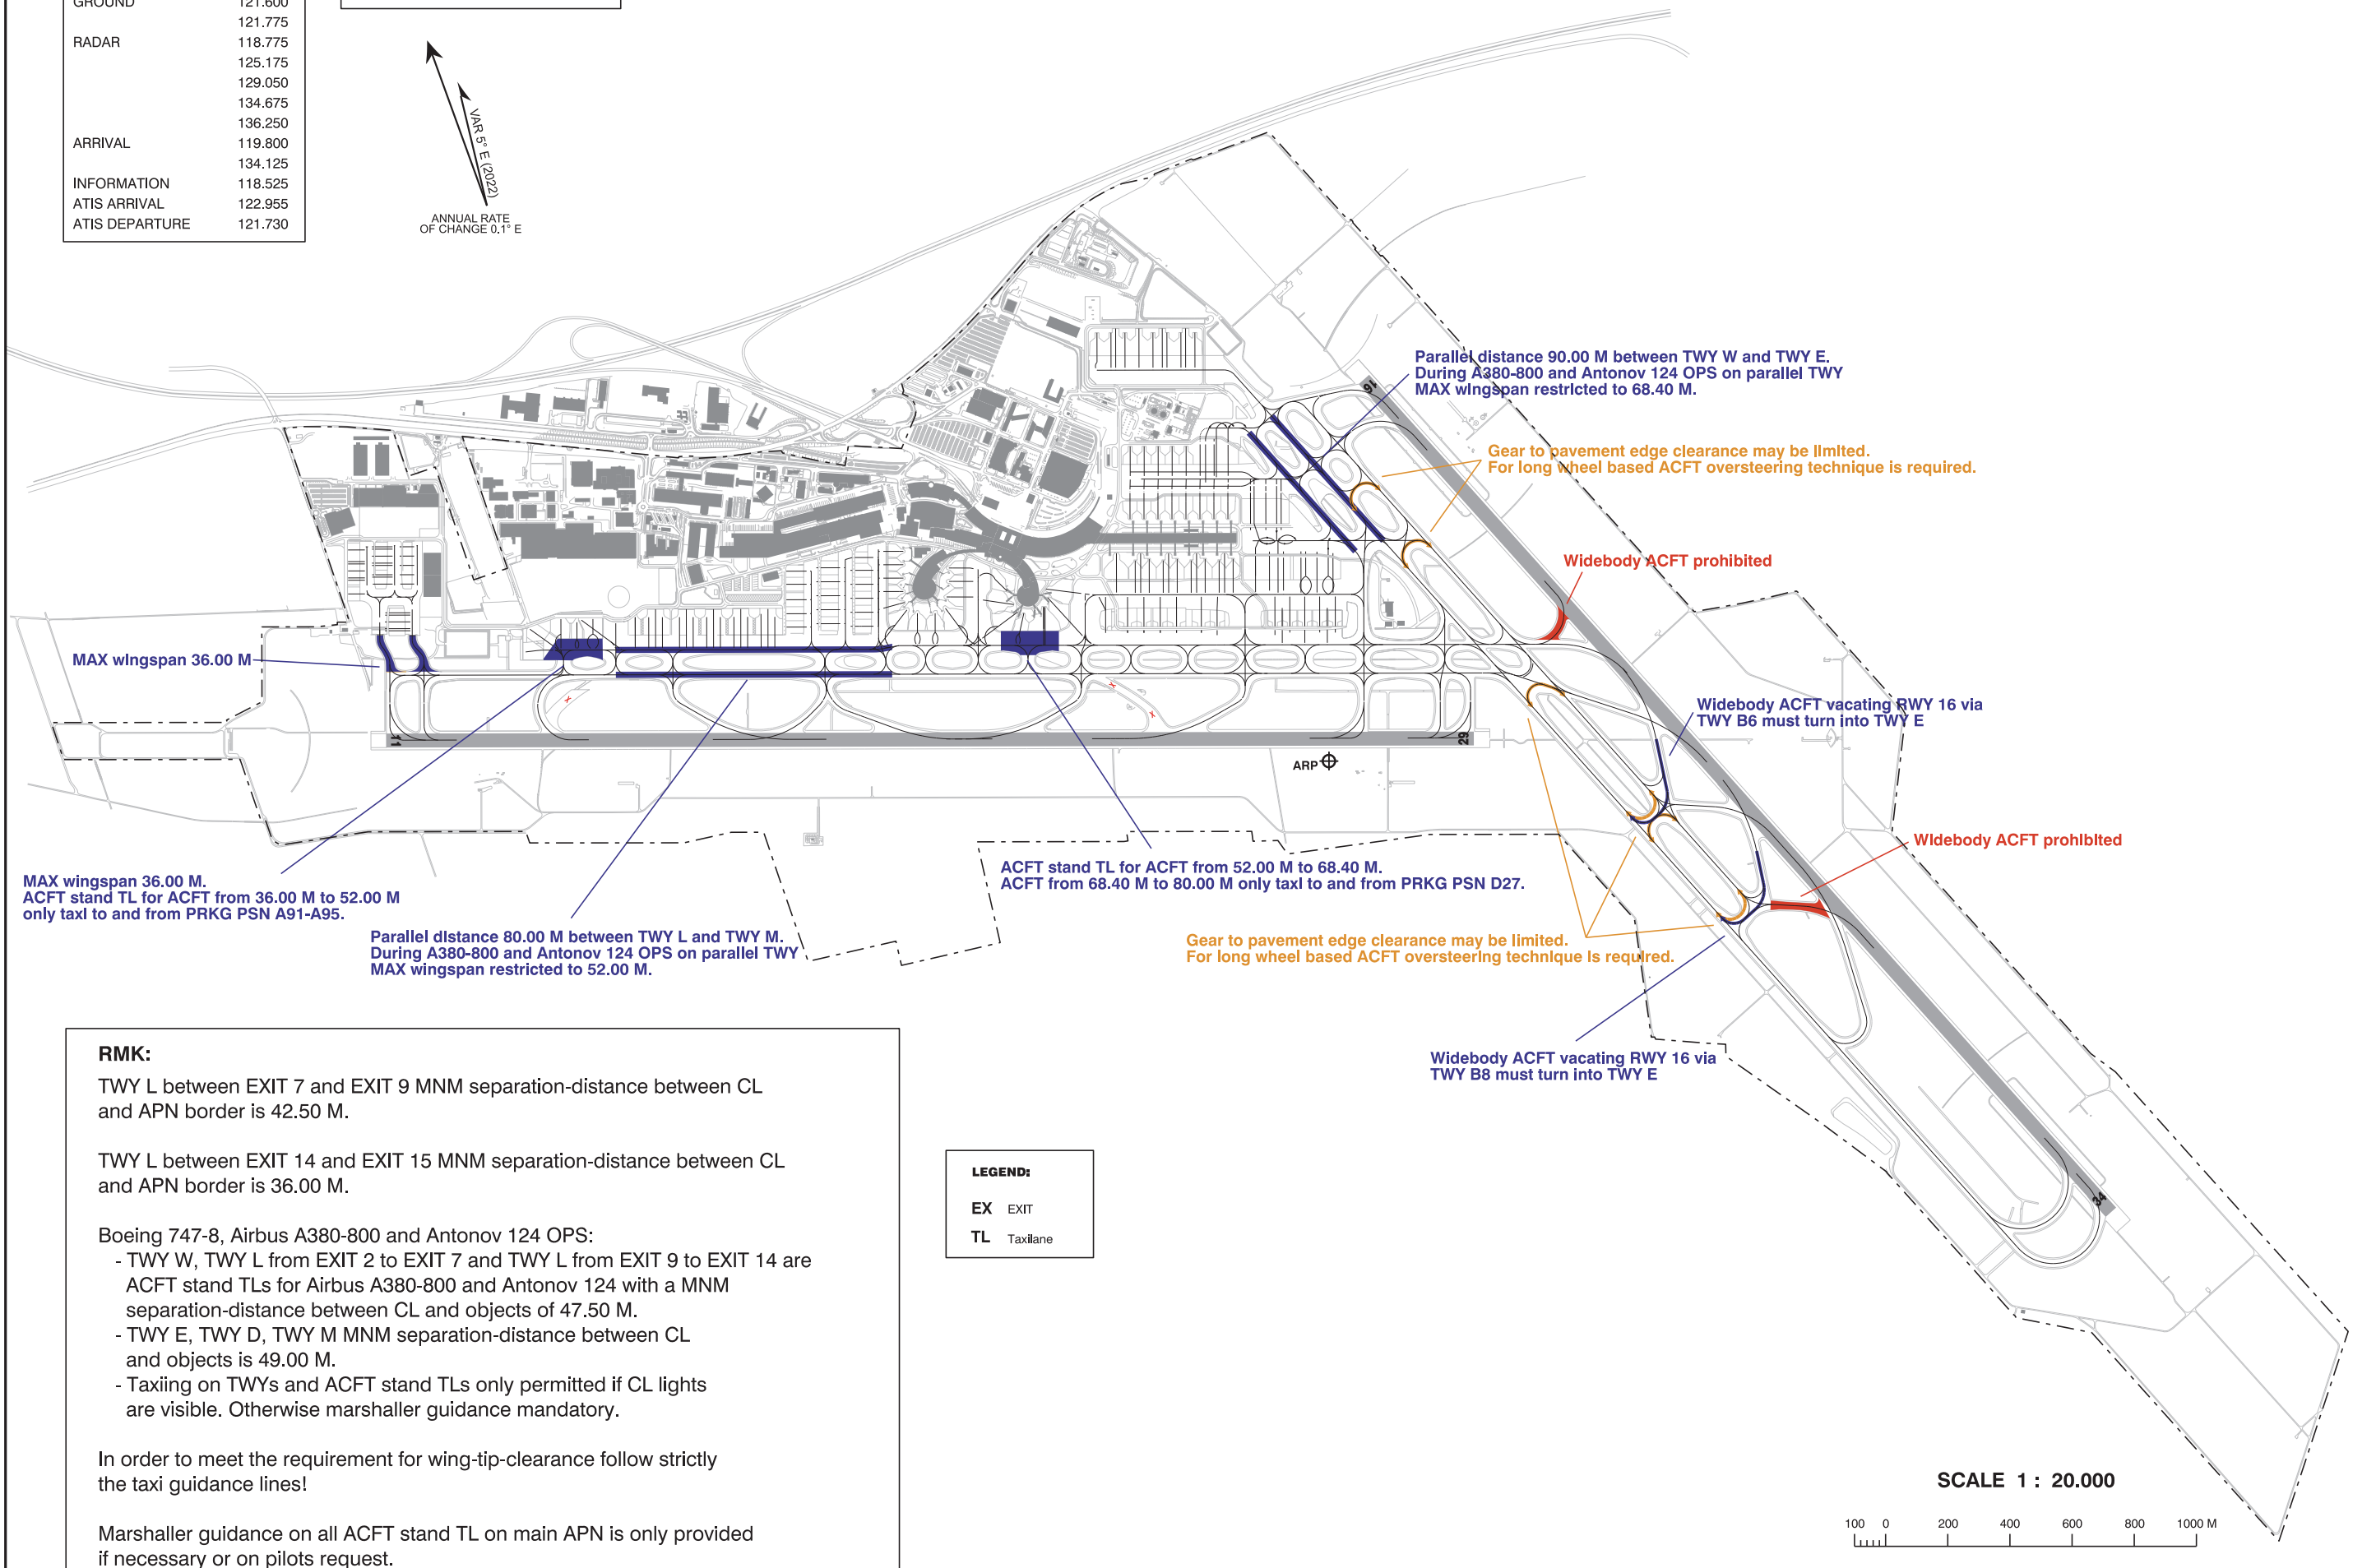 GROUND 121.600
121.775
RADAR 118.775
125.175
129.050
134.675
136.250
ARRIVAL 119.800
134.125
INFORMATION 118.525
ATIS ARRIVAL 122.955
ATIS DEPARTURE 121.730
VAR 5° E (2022)
ANNUAL RATE
OF CHANGE 0.1° E
Parallel distance 90.00 M between TWY W and TWY E.
During A380-800 and Antonov 124 OPS on parallel TWY
MAX wingspan restricted to 68.40 M.
16
Gear to pavement edge clearance may be limited.
For long wheel based ACFT oversteering technique is required.
Widebody ACFT prohibited
MAX wingspan 36.00 M
Widebody ACFT vacating RWY 16 via
TWY B6 must turn into TWY E
11
29
ARP
Widebody ACFT prohibited
MAX wingspan 36.00 M.
ACFT stand TL for ACFT from 36.00 M to 52.00 M
only taxi to and from PRKG PSN A91-A95.
ACFT stand TL for ACFT from 52.00 M to 68.40 M.
ACFT from 68.40 M to 80.00 M only taxi to and from PRKG PSN D27.
Parallel distance 80.00 M between TWY L and TWY M.
During A380-800 and Antonov 124 OPS on parallel TWY
MAX wingspan restricted to 52.00 M.
Gear to pavement edge clearance may be limited.
For long wheel based ACFT oversteering technique is required.
Widebody ACFT vacating RWY 16 via
TWY B8 must turn into TWY E
34
RMK:
TWY L between EXIT 7 and EXIT 9 MNM separation-distance between CL
and APN border is 42.50 M.
TWY L between EXIT 14 and EXIT 15 MNM separation-distance between CL
and APN border is 36.00 M.
Boeing 747-8, Airbus A380-800 and Antonov 124 OPS:
- TWY W, TWY L from EXIT 2 to EXIT 7 and TWY L from EXIT 9 to EXIT 14 are
ACFT stand TLs for Airbus A380-800 and Antonov 124 with a MNM
separation-distance between CL and objects of 47.50 M.
- TWY E, TWY D, TWY M MNM separation-distance between CL
and objects is 49.00 M.
- Taxiing on TWYs and ACFT stand TLs only permitted if CL lights
are visible. Otherwise marshaller guidance mandatory.
In order to meet the requirement for wing-tip-clearance follow strictly
the taxi guidance lines!
Marshaller guidance on all ACFT stand TL on main APN is only provided
if necessary or on pilots request.
LEGEND:
EX EXIT
TL Taxilane
SCALE 1 : 20.000
100 0 200 400 600 800 1000 M